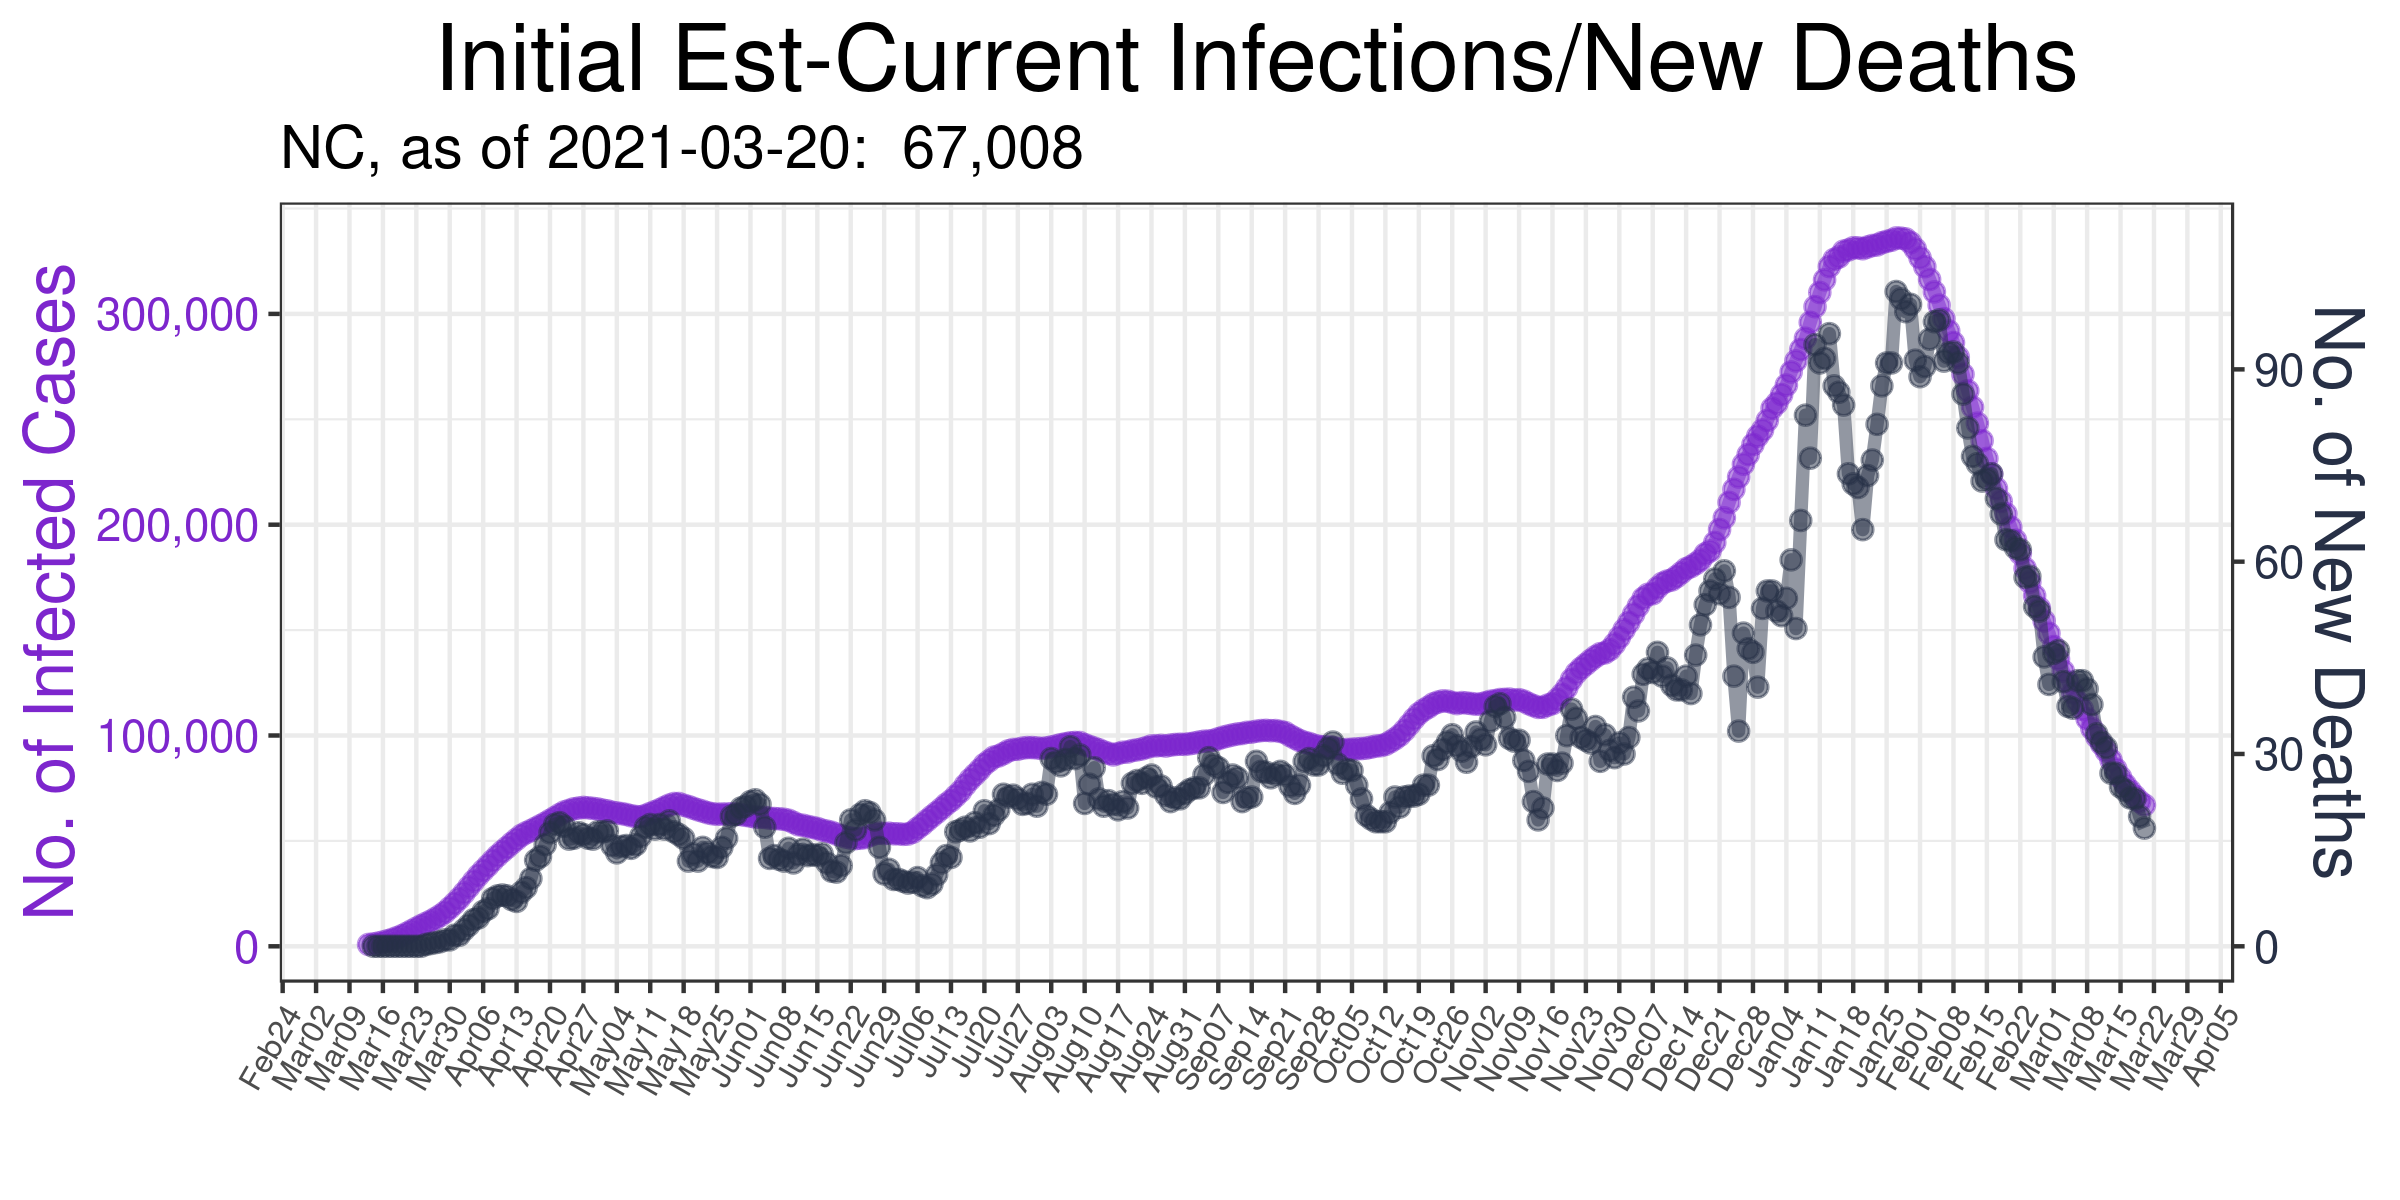 Initial Est-Current Infections/New Deaths
NC, as of 2021-03-20:  67,008
No. of Infected Cases
300,000
200,000
100,000
0
No. of New Deaths
90
60
30
0
Feb24
Mar02
Mar09
Mar16
Mar23
Mar30
Apr06
Apr13
Apr20
Apr27
May04
May11
May18
May25
Jun01
Jun08
Jun15
Jun22
Jun29
Jul06
Jul13
Jul20
Jul27
Aug03
Aug10
Aug17
Aug24
Aug31
Sep07
Sep14
Sep21
Sep28
Oct05
Oct12
Oct19
Oct26
Nov02
Nov09
Nov16
Nov23
Nov30
Dec07
Dec14
Dec21
Dec28
Jan04
Jan11
Jan18
Jan25
Feb01
Feb08
Feb15
Feb22
Mar01
Mar08
Mar15
Mar22
Mar29
Apr05